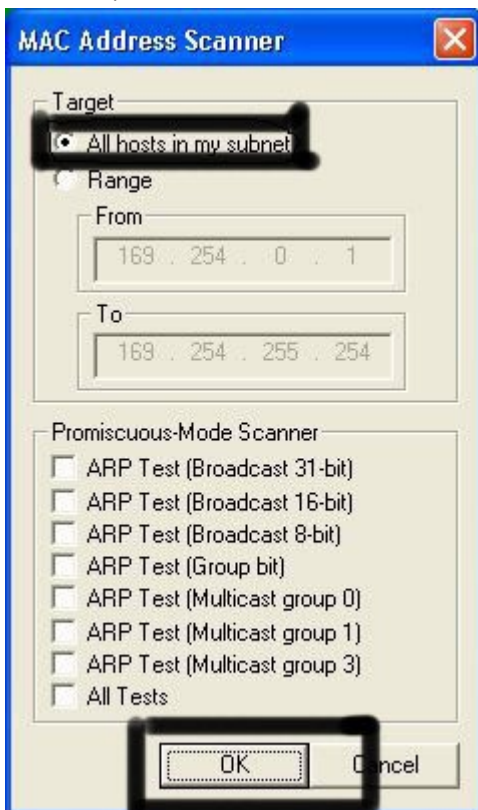 MAC Address Scanner
Target
All hosts in my subnet
Range
From
169 . 254 . 0 . 1
To
169 . 254 . 255 . 254
Promiscuous-Mode Scanner
ARP Test (Broadcast 31-bit)
ARP Test (Broadcast 16-bit)
ARP Test (Broadcast 8-bit)
ARP Test (Group bit)
ARP Test (Multicast group 0)
ARP Test (Multicast group 1)
ARP Test (Multicast group 3)
All Tests
OK
Cancel